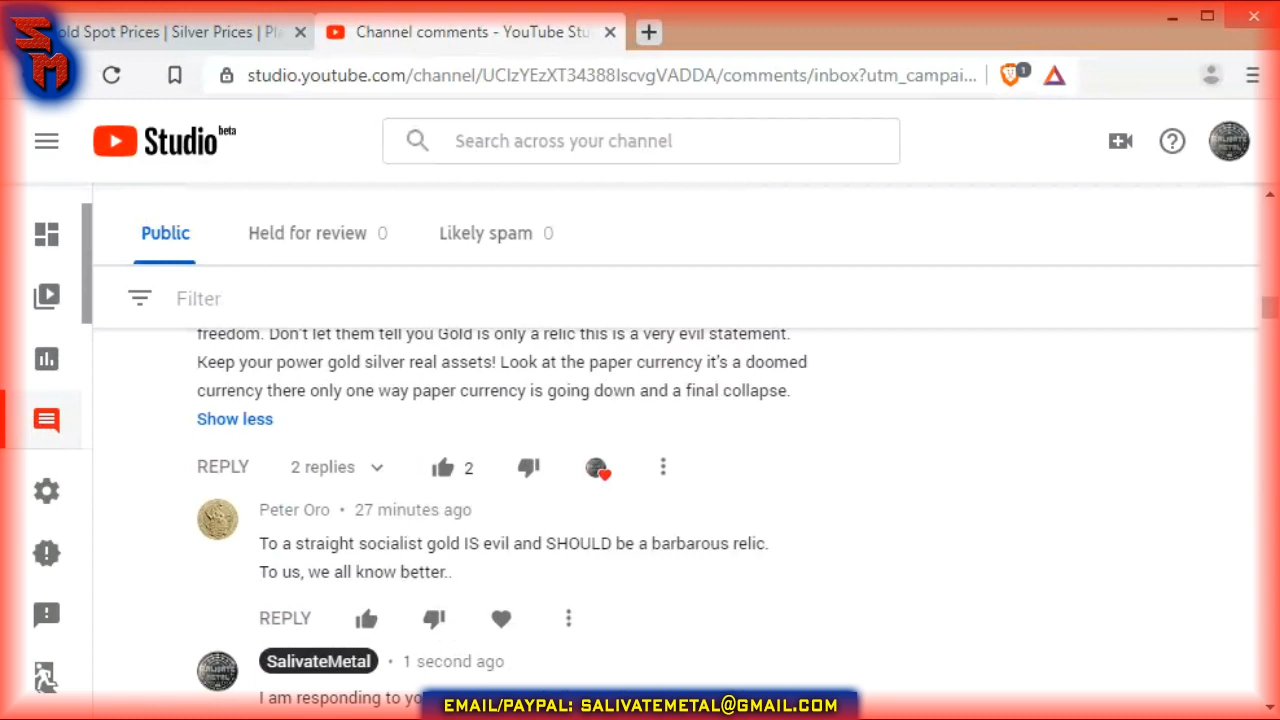 SM
old Spot Prices | Silver Prices | Pl
Channel comments - YouTube Stu
studio.youtube.com/channel/UCIzYEzXT34388IscvgVADDA/comments/inbox?utm_campai...
1
Studio beta
Search across your channel
Public
Held for review 0
Likely spam 0
Filter
freedom. Don't let them tell you Gold is only a relic this is a very evil statement.
Keep your power gold silver real assets! Look at the paper currency it's a doomed
currency there only one way paper currency is going down and a final collapse.
Show less
REPLY 2 replies 2
Peter Oro • 27 minutes ago
To a straight socialist gold IS evil and SHOULD be a barbarous relic.
To us, we all know better..
REPLY
SalivateMetal • 1 second ago
I am responding to yo
EMAIL/PAYPAL: SALIVATEMETAL@GMAIL.COM